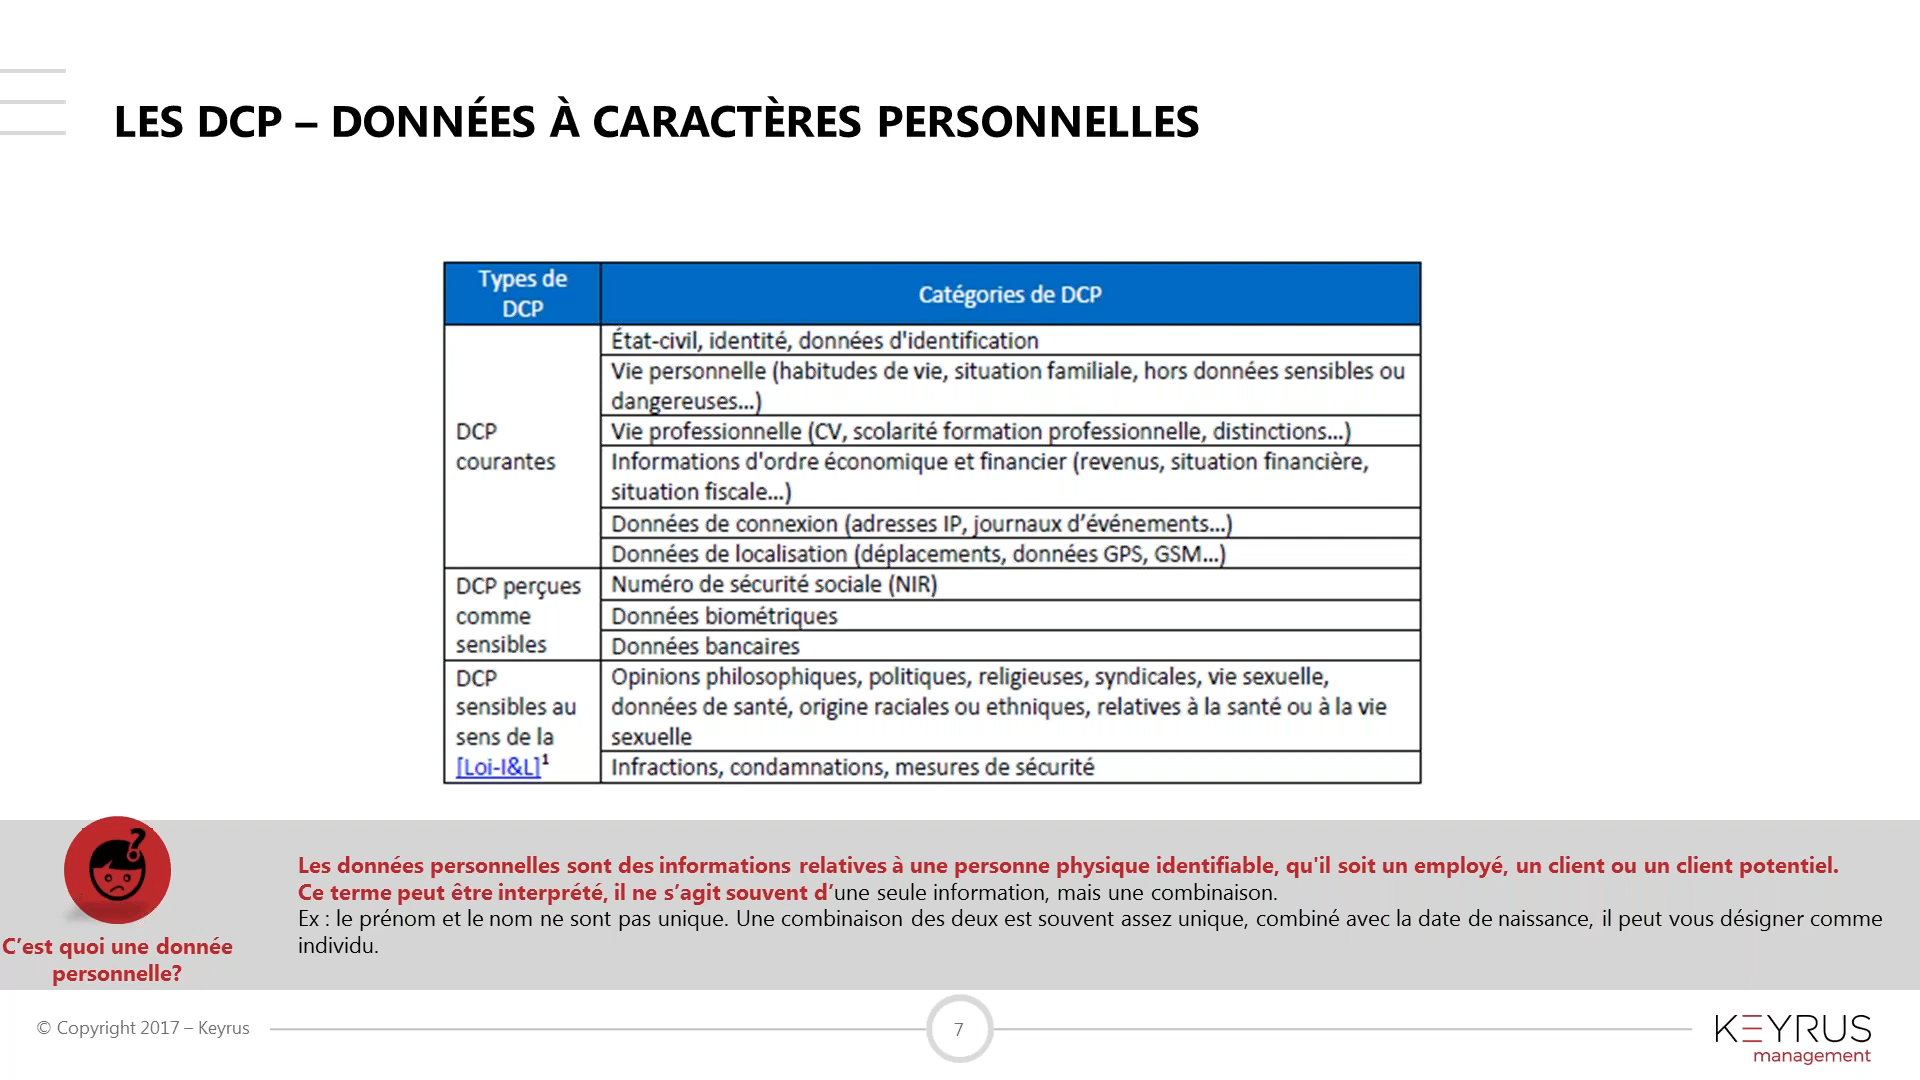 LES DCP – DONNÉES À CARACTÈRES PERSONNELLES
Types de
DCP
Catégories de DCP
DCP
courantes
État-civil, identité, données d'identification
Vie personnelle (habitudes de vie, situation familiale, hors données sensibles ou
dangereuses...)
Vie professionnelle (CV, scolarité formation professionnelle, distinctions...)
Informations d'ordre économique et financier (revenus, situation financière,
situation fiscale...)
Données de connexion (adresses IP, journaux d’événements...)
Données de localisation (déplacements, données GPS, GSM...)
DCP perçues
comme
sensibles
Numéro de sécurité sociale (NIR)
Données biométriques
Données bancaires
DCP
sensibles au
sens de la
[Loi-I&L]¹
Opinions philosophiques, politiques, religieuses, syndicales, vie sexuelle,
données de santé, origine raciales ou ethniques, relatives à la santé ou à la vie
sexuelle
Infractions, condamnations, mesures de sécurité
?
C’est quoi une donnée
personnelle?
Les données personnelles sont des informations relatives à une personne physique identifiable, qu'il soit un employé, un client ou un client potentiel.
Ce terme peut être interprété, il ne s’agit souvent d’une seule information, mais une combinaison.
Ex : le prénom et le nom ne sont pas unique. Une combinaison des deux est souvent assez unique, combiné avec la date de naissance, il peut vous désigner comme
individu.
© Copyright 2017 – Keyrus
7
KEYRUS
management